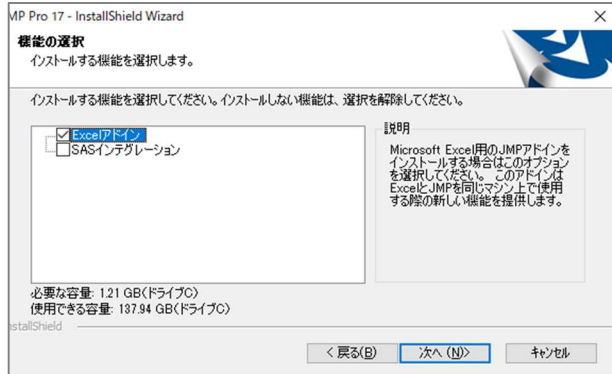 MP Pro 17 - InstallShield Wizard
機能の選択
インストールする機能を選択します。
インストールする機能を選択してください。インストールしない機能は、選択を解除してください。
Excelアドイン
SASインテグレーション
説明
Microsoft Excel用のJMPアドインを
インストールする場合はこのオプション
を選択してください。 このアドインは
ExcelとJMPを同じマシン上で使用
する際の新しい機能を提供します。
必要な容量: 1.21 GB(ドライブC)
使用できる容量: 137.94 GB(ドライブC)
stallShield
< 戻る(B)
次へ (N)>
キャンセル